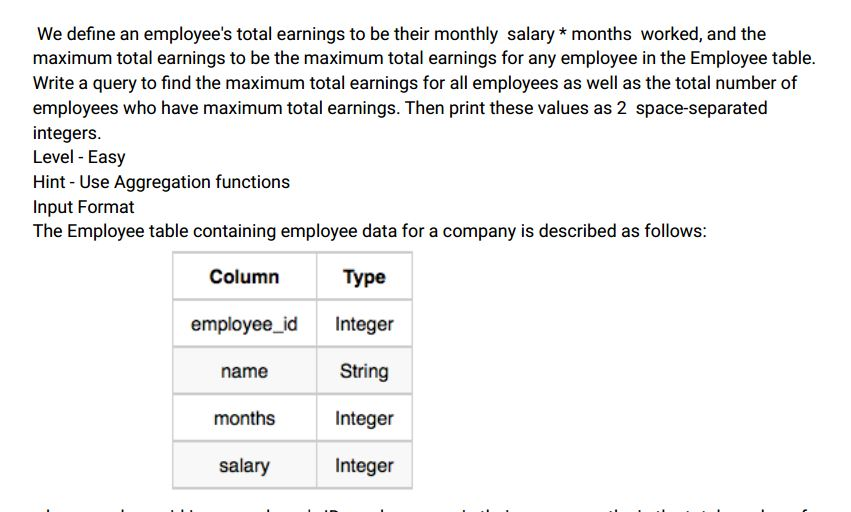 We define an employee's total earnings to be their monthly salary * months worked, and the
maximum total earnings to be the maximum total earnings for any employee in the Employee table.
Write a query to find the maximum total earnings for all employees as well as the total number of
employees who have maximum total earnings. Then print these values as 2 space-separated
integers.
Level - Easy
Hint - Use Aggregation functions
Input Format
The Employee table containing employee data for a company is described as follows:
Column Type
employee_id Integer
name String
months Integer
salary Integer